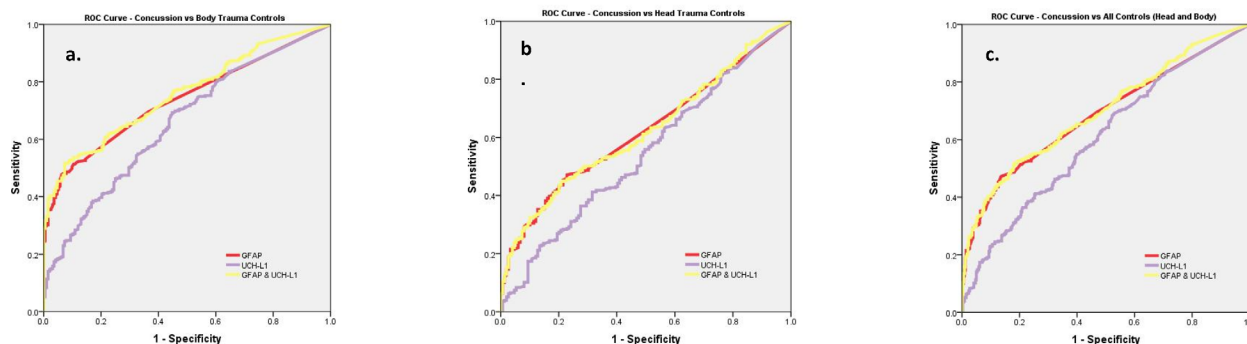 ROC Curve - Concussion vs Body Trauma Controls
a.
1.0
0.8
0.6
0.4
0.2
0.0
Sensitivity
GFAP
UCH-L1
GFAP & UCH-L1
0.0 0.2 0.4 0.6 0.8 1.0
1 - Specificity
ROC Curve - Concussion vs Head Trauma Controls
b
.
1.0
0.8
0.6
0.4
0.2
0.0
Sensitivity
GFAP
UCH-L1
GFAP & UCH-L1
0.0 0.2 0.4 0.6 0.8 1.0
1 - Specificity
ROC Curve - Concussion vs All Controls (Head and Body)
c.
1.0
0.8
0.6
0.4
0.2
0.0
Sensitivity
GFAP
UCH-L1
GFAP & UCH-L1
0.0 0.2 0.4 0.6 0.8
1 - Specificity